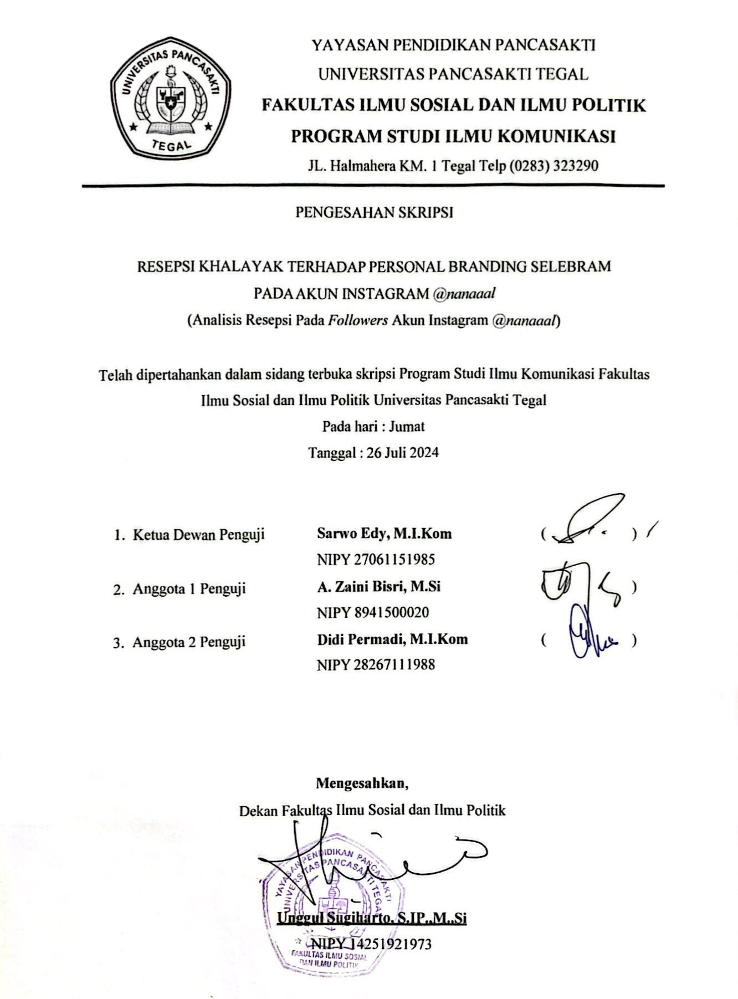 UNIVERSITAS PANCASAKTI
TEGAL
YAYASAN PENDIDIKAN PANCASAKTI
UNIVERSITAS PANCASAKTI TEGAL
FAKULTAS ILMU SOSIAL DAN ILMU POLITIK
PROGRAM STUDI ILMU KOMUNIKASI
JL. Halmahera KM. 1 Tegal Telp (0283) 323290
PENGESAHAN SKRIPSI
RESEPSI KHALAYAK TERHADAP PERSONAL BRANDING SELEBRAM
PADA AKUN INSTAGRAM @nanaaal
(Analisis Resepsi Pada Followers Akun Instagram @nanaaal)
Telah dipertahankan dalam sidang terbuka skripsi Program Studi Ilmu Komunikasi Fakultas
Ilmu Sosial dan Ilmu Politik Universitas Pancasakti Tegal
Pada hari : Jumat
Tanggal : 26 Juli 2024
1. Ketua Dewan Penguji Sarwo Edy, M.I.Kom ( )
NIPY 27061151985
2. Anggota 1 Penguji A. Zaini Bisri, M.Si )
NIPY 8941500020
3. Anggota 2 Penguji Didi Permadi, M.I.Kom ( )
NIPY 28267111988
Mengesahkan,
Dekan Fakultas Ilmu Sosial dan Ilmu Politik
YAYASAN PENDIDIKAN PANCASAKTI
UNIVERSITAS PANCASAKTI TEGAL
Unggul Sugiharto, S.IP.,M.,Si
NIPY 14251921973
FAKULTAS ILMU SOSIAL
DAN ILMU POLITIK